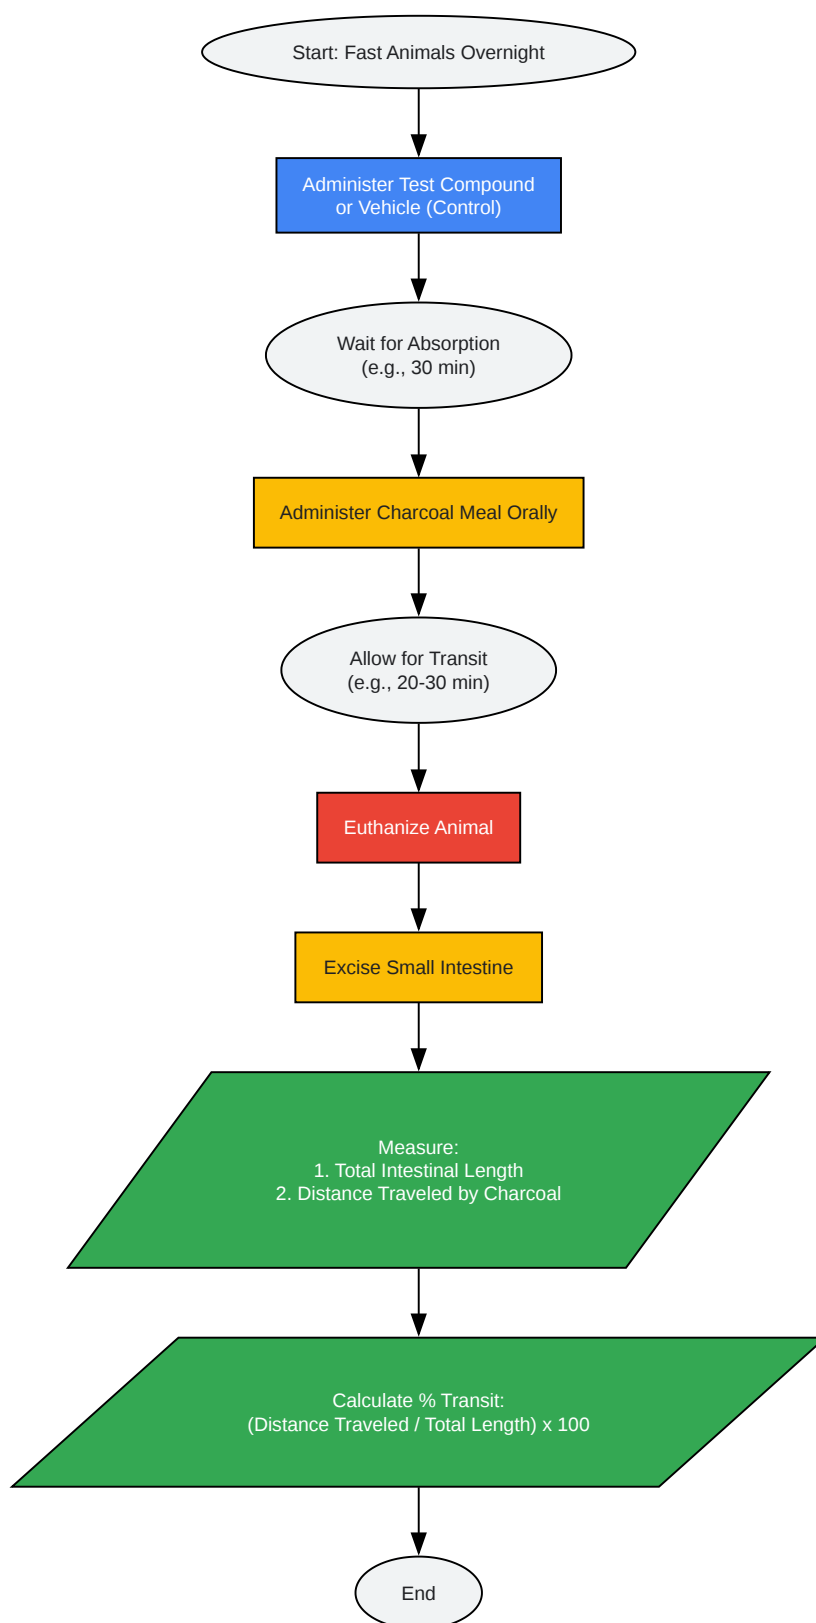 Start: Fast Animals Overnight
Administer Test Compound
or Vehicle (Control)
Wait for Absorption
(e.g., 30 min)
Administer Charcoal Meal Orally
Allow for Transit
(e.g., 20-30 min)
Euthanize Animal
Excise Small Intestine
Measure:
1. Total Intestinal Length
2. Distance Traveled by Charcoal
Calculate % Transit:
(Distance Traveled / Total Length) x 100
End